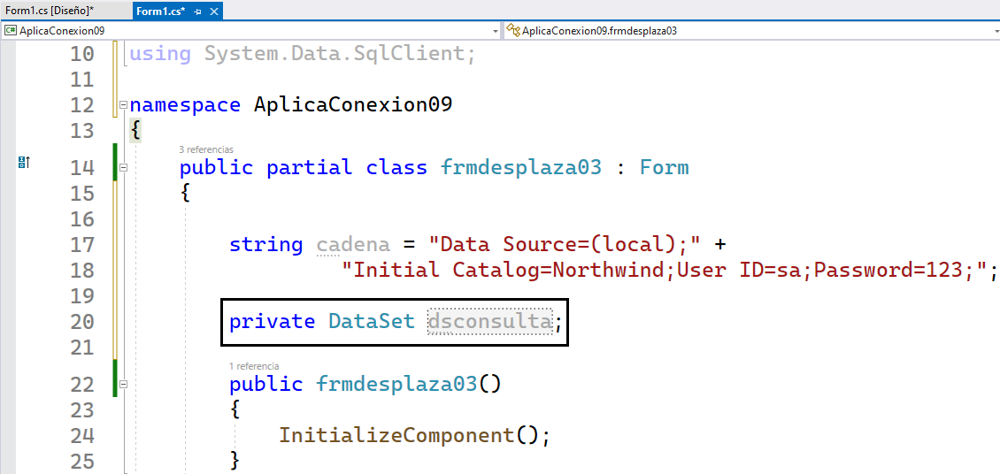 Form1.cs [Diseño]*
Form1.cs*
C# AplicaConexion09
AplicaConexion09.frmdesplaza03
10 using System.Data.SqlClient;
11
12 namespace AplicaConexion09
13 {
3 referencias
14 public partial class frmdesplaza03 : Form
15 {
16
17 string cadena = "Data Source=(local);" +
18 "Initial Catalog=Northwind;User ID=sa;Password=123;";
19
20 private DataSet dsconsulta;
21
1 referencia
22 public frmdesplaza03()
23 {
24 InitializeComponent();
25 }